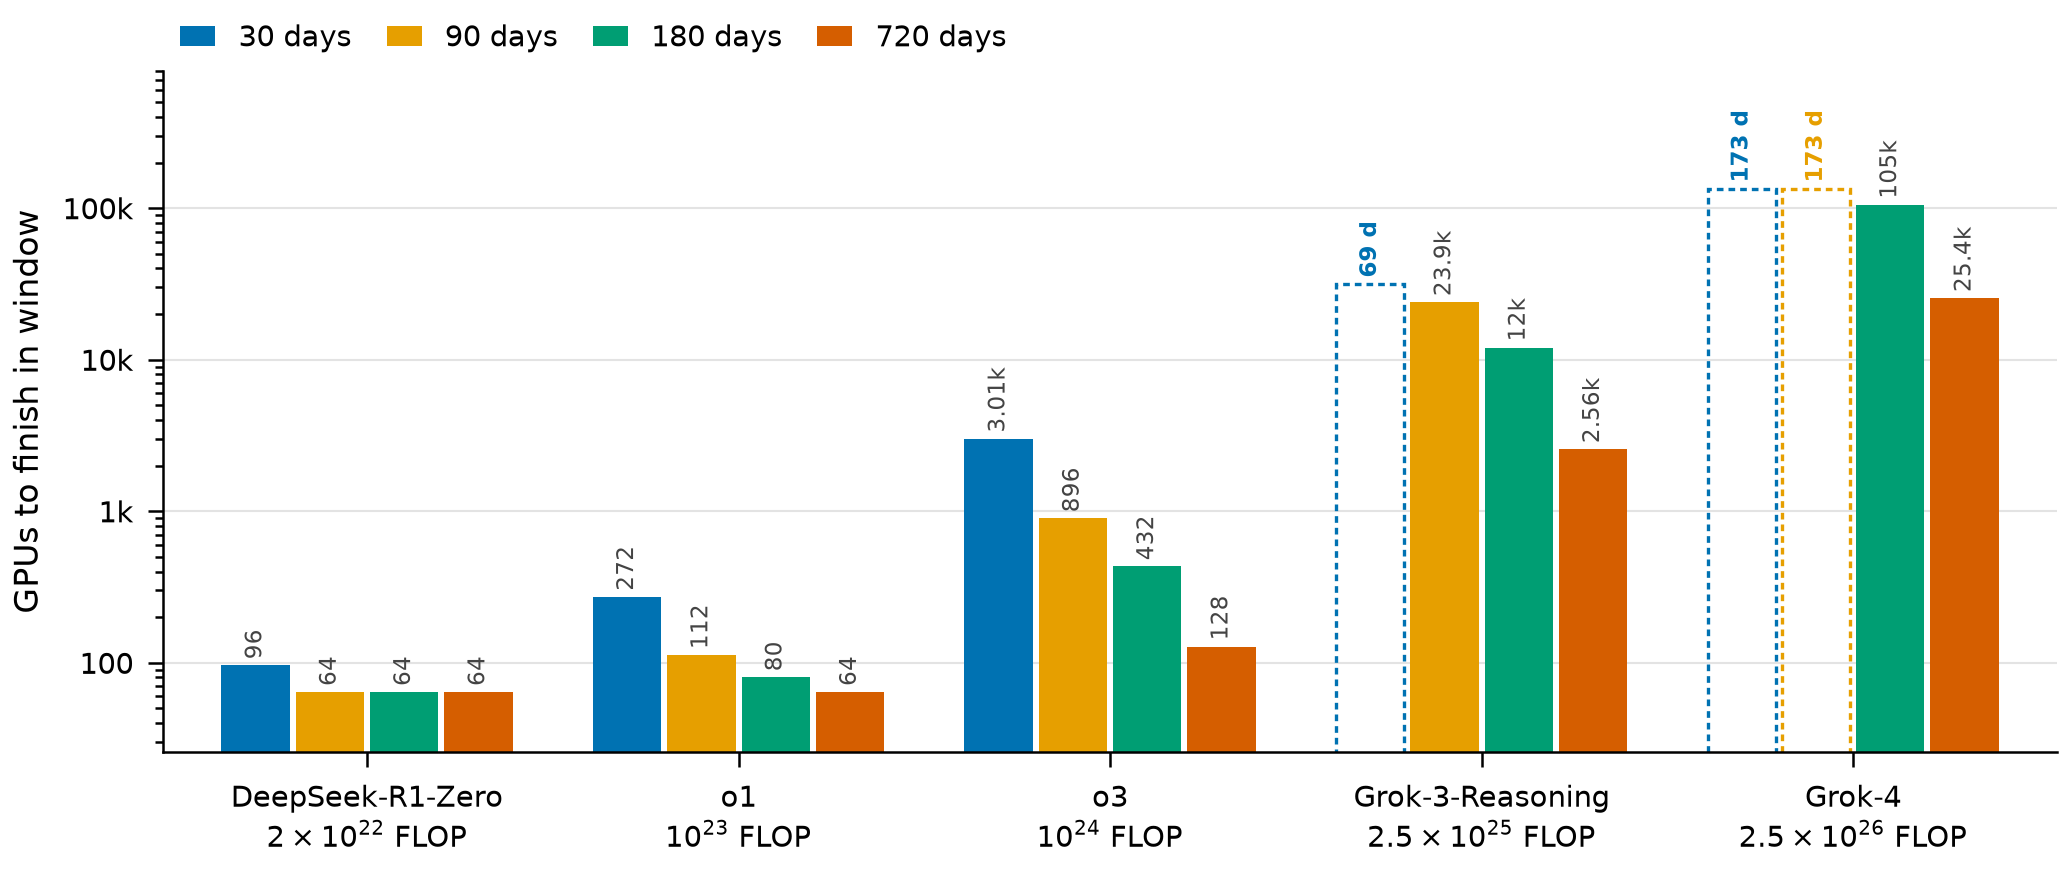 30 days 90 days 180 days 720 days
GPUs to finish in window
100k
10k
1k
100
96 64 64 64
272 112 80 64
3.01k 896 432 128
69 d 23.9k 12k 2.56k
173 d 173 d 105k 25.4k
DeepSeek-R1-Zero o1 o3 Grok-3-Reasoning Grok-4
2 × 10²² FLOP 10²³ FLOP 10²⁴ FLOP 2.5 × 10²⁵ FLOP 2.5 × 10²⁶ FLOP